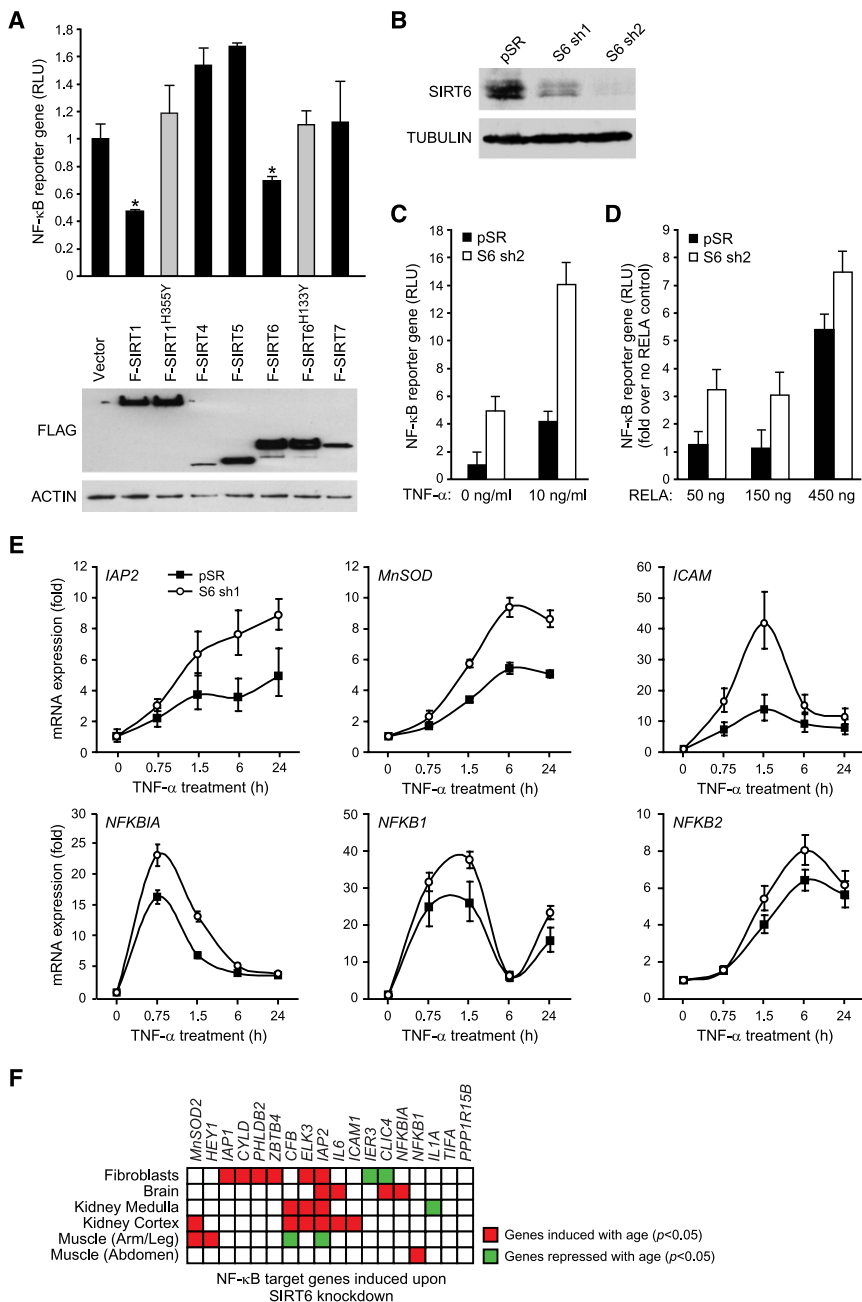 A
NF-κB reporter gene (RLU)
1.8
1.6
1.4
1.2
1.0
0.8
0.6
0.4
0.2
0
*
*
Vector
F-SIRT1
F-SIRT1H355Y
F-SIRT4
F-SIRT5
F-SIRT6
F-SIRT6H133Y
F-SIRT7
FLAG
ACTIN
B
pSR
S6 sh1
S6 sh2
SIRT6
TUBULIN
C
NF-κB reporter gene (RLU)
18
16
14
12
10
8
6
4
2
0
pSR
S6 sh2
TNF-α: 0 ng/ml 10 ng/ml
D
NF-κB reporter gene (RLU)
(fold over no RELA control)
9
8
7
6
5
4
3
2
1
0
pSR
S6 sh2
RELA: 50 ng 150 ng 450 ng
E
mRNA expression (fold)
IAP2
pSR
S6 sh1
12
10
8
6
4
2
0
0 0.75 1.5 6 24
TNF-α treatment (h)
MnSOD
12
10
8
6
4
2
0
0 0.75 1.5 6 24
TNF-α treatment (h)
ICAM
60
50
40
30
20
10
0
0 0.75 1.5 6 24
TNF-α treatment (h)
mRNA expression (fold)
NFKBIA
30
25
20
15
10
5
0
0 0.75 1.5 6 24
TNF-α treatment (h)
NFKB1
50
40
30
20
10
0
0 0.75 1.5 6 24
TNF-α treatment (h)
NFKB2
10
8
6
4
2
0
0 0.75 1.5 6 24
TNF-α treatment (h)
F
MnSOD2
HEY1
IAP1
CYLD
PHLDB2
ZBTB4
CFB
ELK3
IAP2
IL6
ICAM1
IER3
CLIC4
NFKBIA
NFKB1
IL1A
TIFA
PPP1R15B
Fibroblasts
Brain
Kidney Medulla
Kidney Cortex
Muscle (Arm/Leg)
Muscle (Abdomen)
Genes induced with age (p<0.05)
Genes repressed with age (p<0.05)
NF-κB target genes induced upon
SIRT6 knockdown